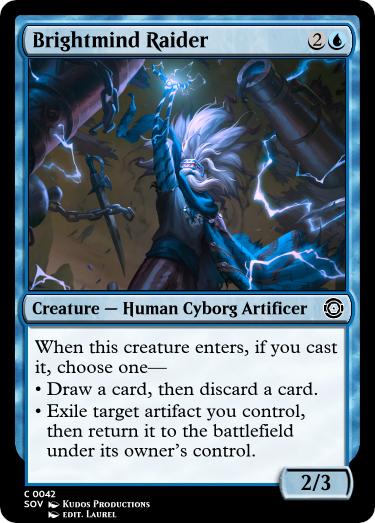 Brightmind Raider 2
Creature — Human Cyborg Artificer
When this creature enters, if you cast
it, choose one—
• Draw a card, then discard a card.
• Exile target artifact you control,
then return it to the battlefield
under its owner's control.
2/3
C 0042
SOV Kudos Productions
edit. Laurel